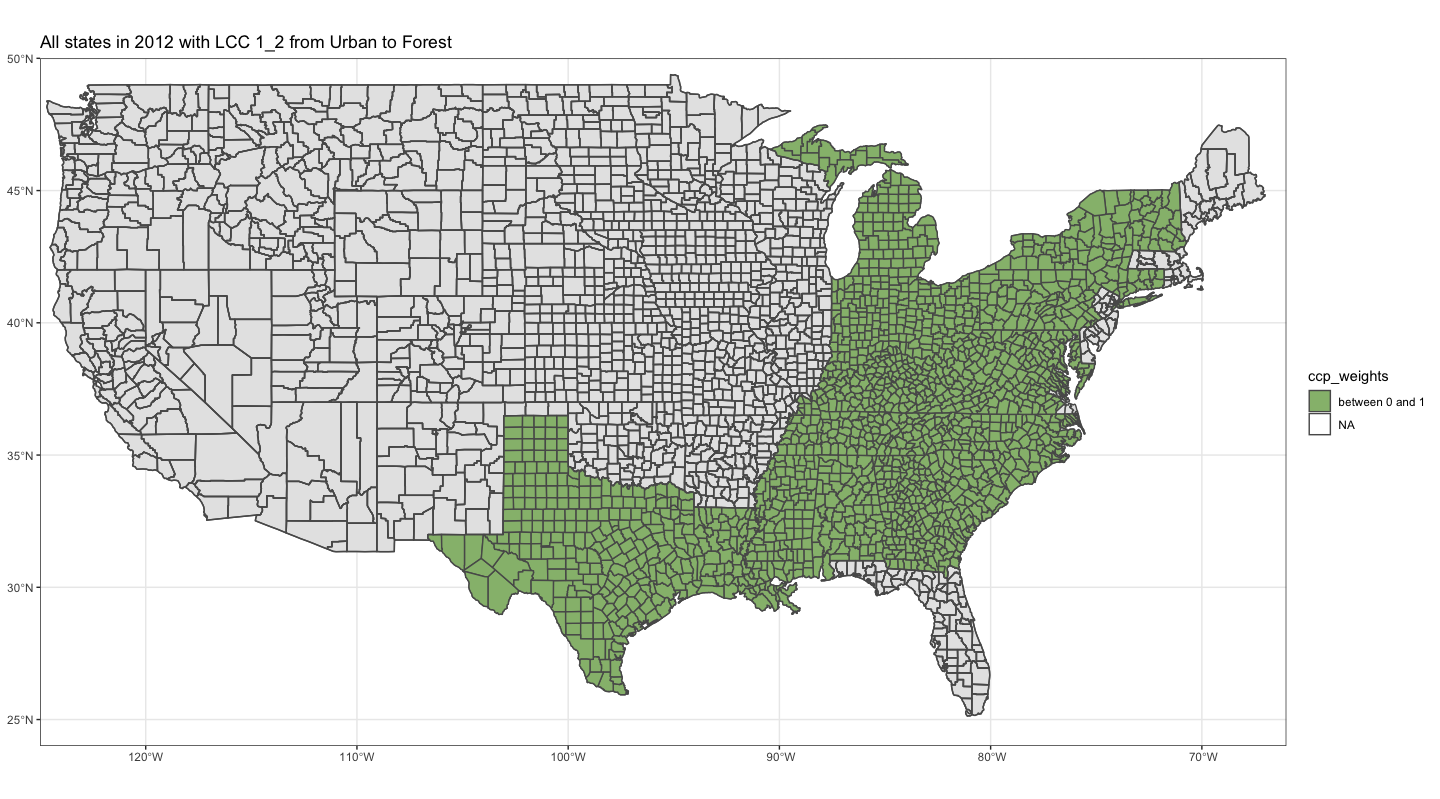 All states in 2012 with LCC 1_2 from Urban to Forest
50°N
45°N
40°N
35°N
30°N
25°N
120°W
110°W
100°W
90°W
80°W
70°W
ccp_weights
between 0 and 1
NA